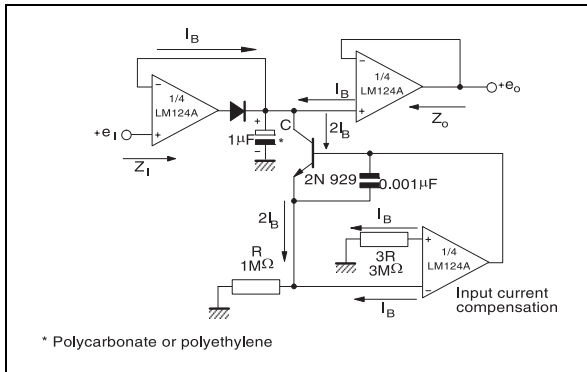 I_B
1/4
LM124A
+e_I
Z_I
1µF
+
-
*
C
I_B
2I_B
1/4
LM124A
+e_o
Z_o
2N 929
0.001µF
2I_B
R
1MΩ
I_B
3R
3MΩ
1/4
LM124A
I_B
Input current
compensation
* Polycarbonate or polyethylene